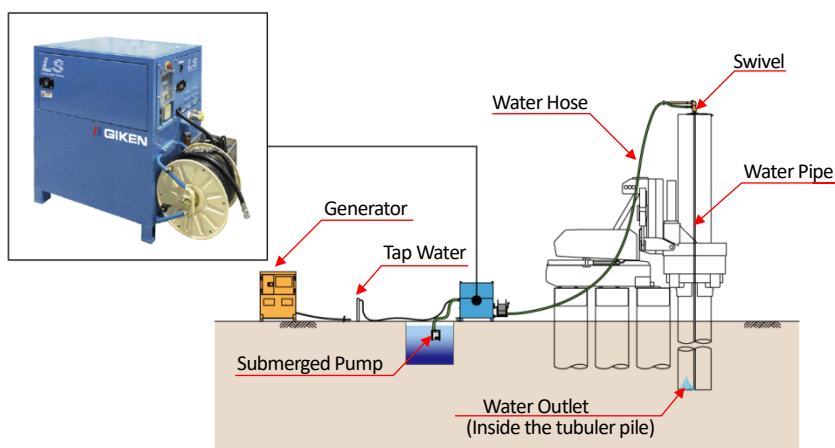 LS
LS
GIKEN
Swivel
Water Hose
Water Pipe
Generator
Tap Water
Submerged Pump
Water Outlet
(Inside the tubuler pile)